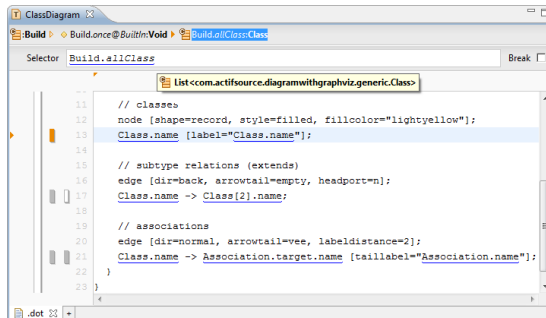 ClassDiagram
:Build Build.once@BuiltIn:Void Build.allClass:Class
Selector Build.allClass Break
List<com.actifsource.diagramwithgraphviz.generic.Class>
11 // classes
12 node [shape=record, style=filled, fillcolor="lightyellow"];
13 Class.name [label="Class.name"];
14
15 // subtype relations (extends)
16 edge [dir=back, arrowtail=empty, headport=n];
17 Class.name -> Class[2].name;
18
19 // associations
20 edge [dir=normal, arrowtail=vee, labeldistance=2];
21 Class.name -> Association.target.name [taillabel="Association.name"];
22 }
23 }
.dot +